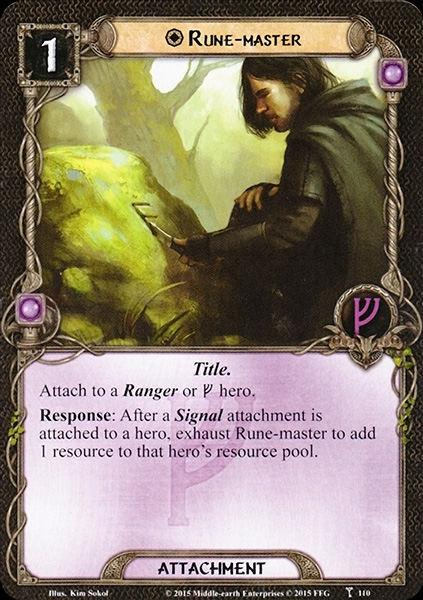 1
Rune-master
Title.
Attach to a Ranger or ᚠ hero.
Response: After a Signal attachment is
attached to a hero, exhaust Rune-master to add
1 resource to that hero's resource pool.
ATTACHMENT
Illus. Kim Sokol © 2015 Middle-earth Enterprises © 2015 FFG 110